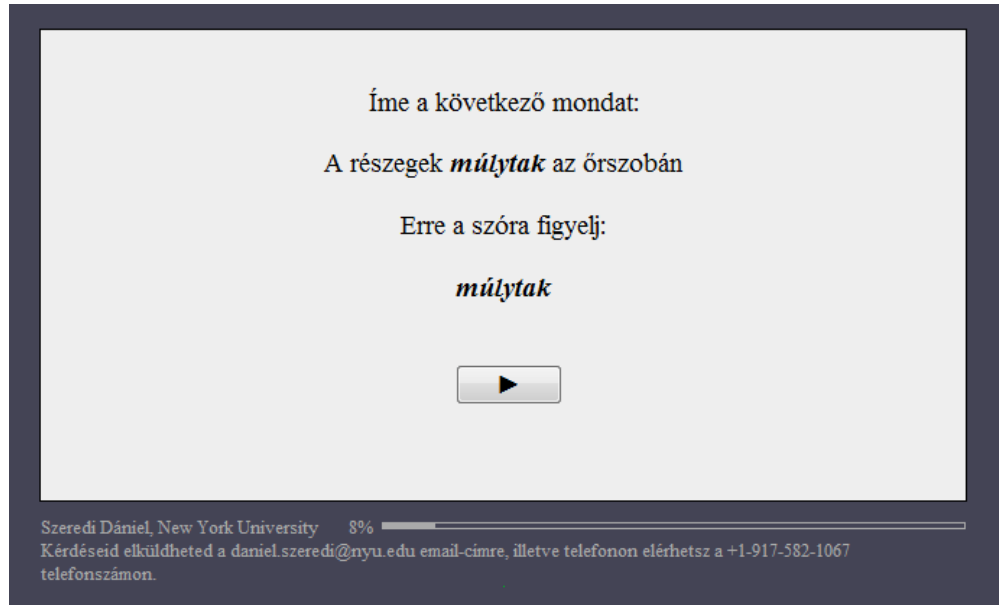 Íme a következő mondat:
A részegek múlytak az őrszobán
Erre a szóra figyelj:
múlytak
Szeredi Dániel, New York University 8%
Kérdéseid elküldheted a daniel.szeredi@nyu.edu email-címre, illetve telefonon elérhetsz a +1-917-582-1067
telefonszámon.